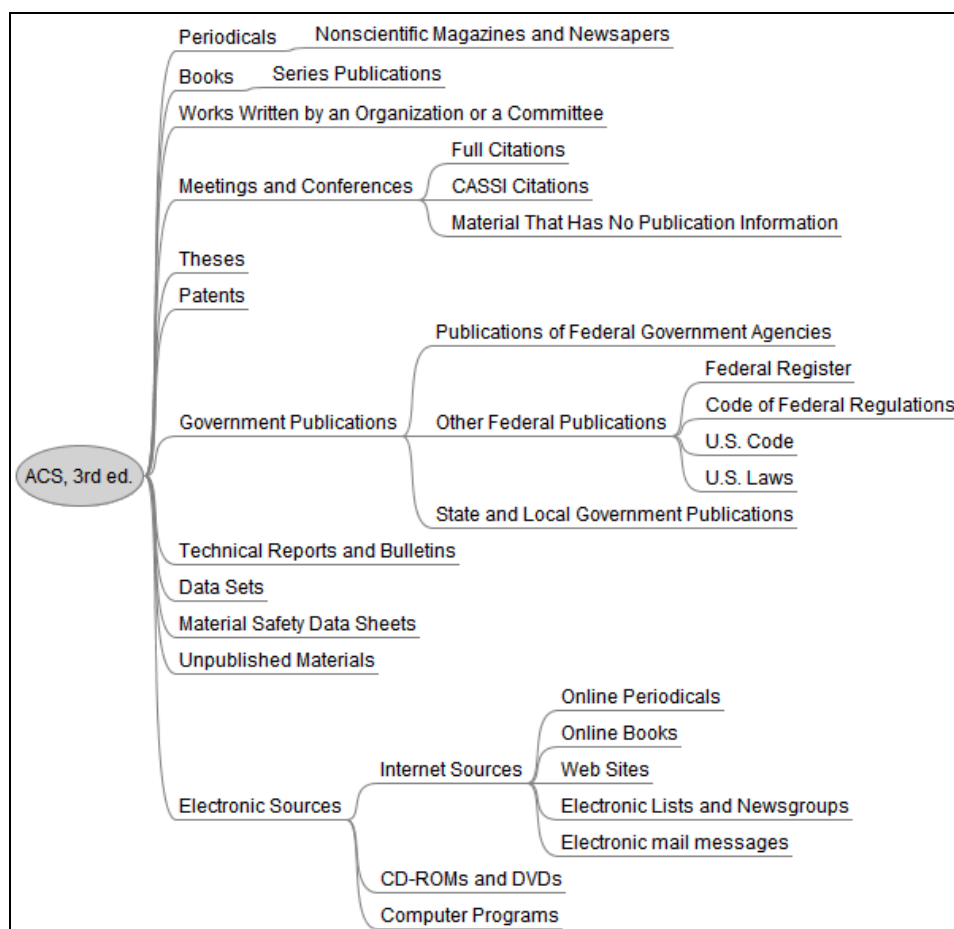 Periodicals
Nonscientific Magazines and Newsapers
Books
Series Publications
Works Written by an Organization or a Committee
Meetings and Conferences
Full Citations
CASSI Citations
Material That Has No Publication Information
Theses
Patents
Government Publications
Publications of Federal Government Agencies
Other Federal Publications
Federal Register
Code of Federal Regulations
U.S. Code
U.S. Laws
State and Local Government Publications
ACS, 3rd ed.
Technical Reports and Bulletins
Data Sets
Material Safety Data Sheets
Unpublished Materials
Electronic Sources
Internet Sources
Online Periodicals
Online Books
Web Sites
Electronic Lists and Newsgroups
Electronic mail messages
CD-ROMs and DVDs
Computer Programs